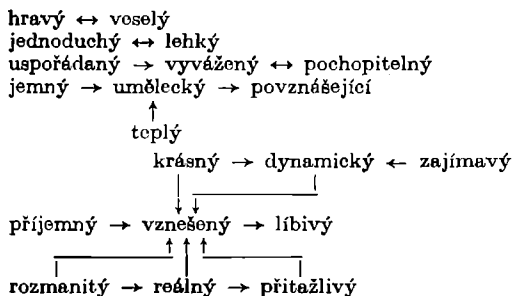 hravý ↔ veselý
jednoduchý ↔ lehký
uspořádaný → vyvážený ↔ pochopitelný
jemný → umělecký → povznášející
teplý
krásný → dynamický ← zajímavý
příjemný → vznešený → líbivý
rozmanitý → reálný → přitažlivý